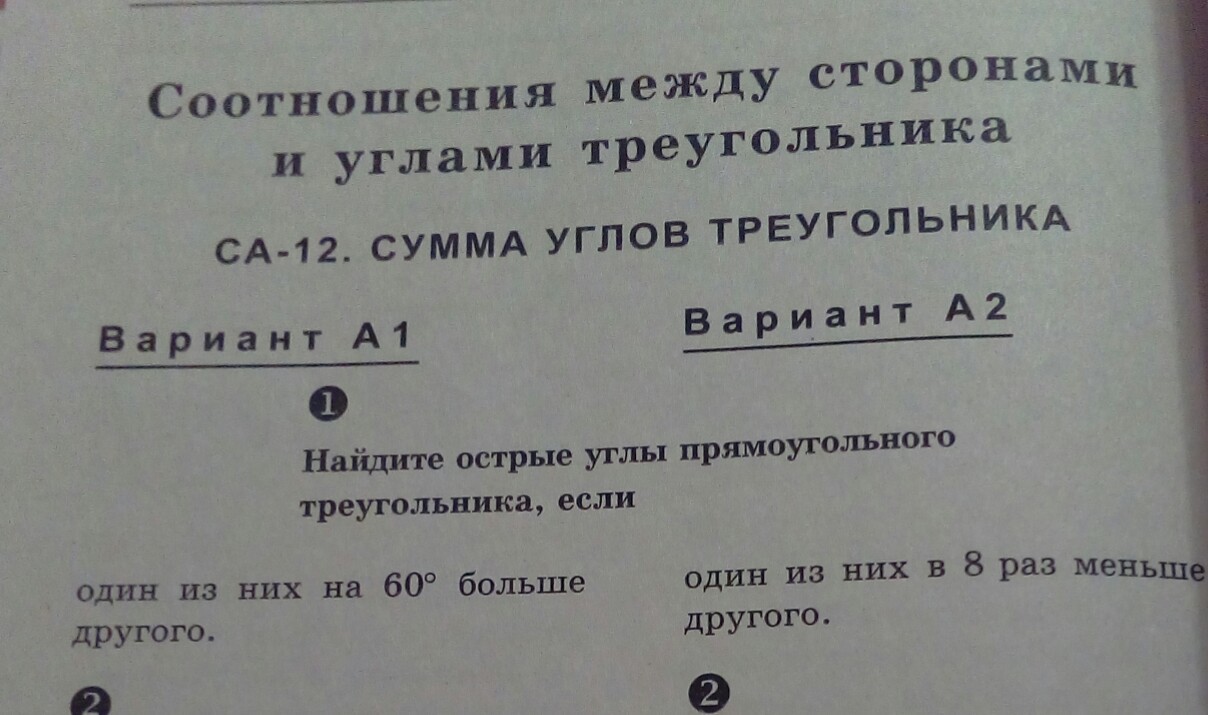 Соотношения между сторонами
и углами треугольника
СА-12. СУММА УГЛОВ ТРЕУГОЛЬНИКА
Вариант А1
Вариант А2
1
Найдите острые углы прямоугольного
треугольника, если
один из них на 60° больше
другого.
один из них в 8 раз меньше
другого.
2
2